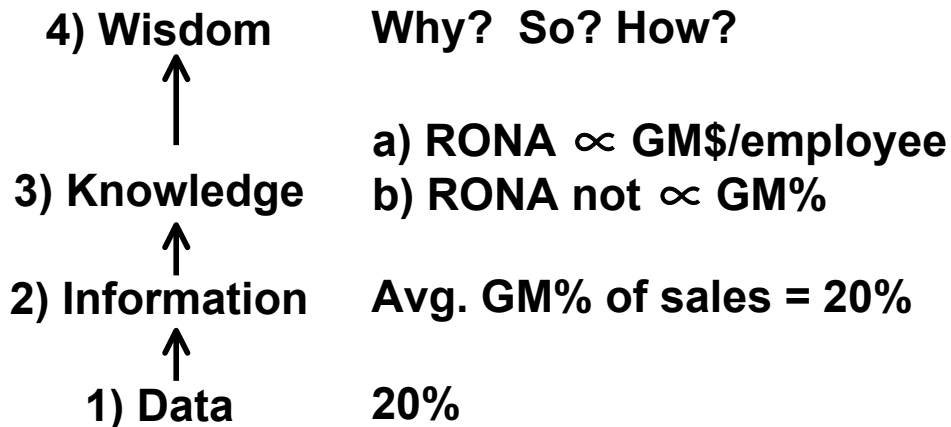 4) Wisdom Why? So? How?
a) RONA ∝ GM$/employee
3) Knowledge b) RONA not ∝ GM%
2) Information Avg. GM% of sales = 20%
1) Data 20%